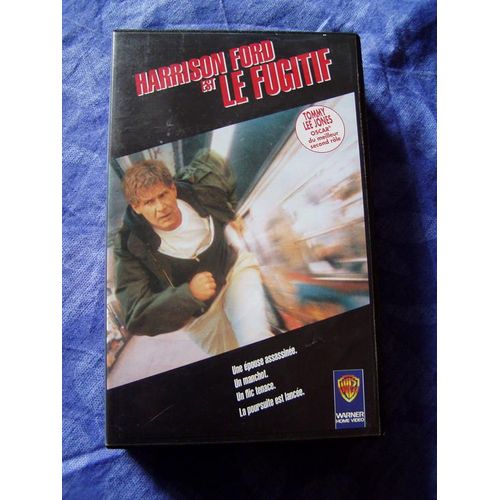 HARRISON FORD
EST LE FUGITIF
TOMMY
LEE JONES
OSCAR*
du meilleur
second rôle
Une épouse assassinée.
Un manchot.
Un flic tenace.
La poursuite est lancée.
WB
WARNER
HOME VIDEO